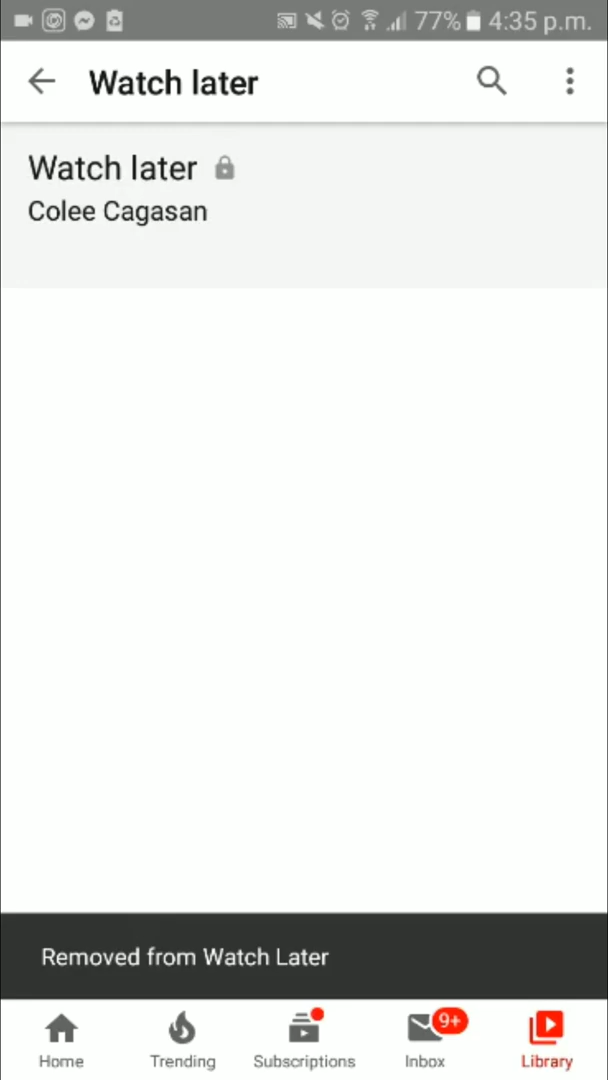 77% 4:35 p.m.
Watch later
Watch later
Colee Cagasan
Removed from Watch Later
9+
Home Trending Subscriptions Inbox Library